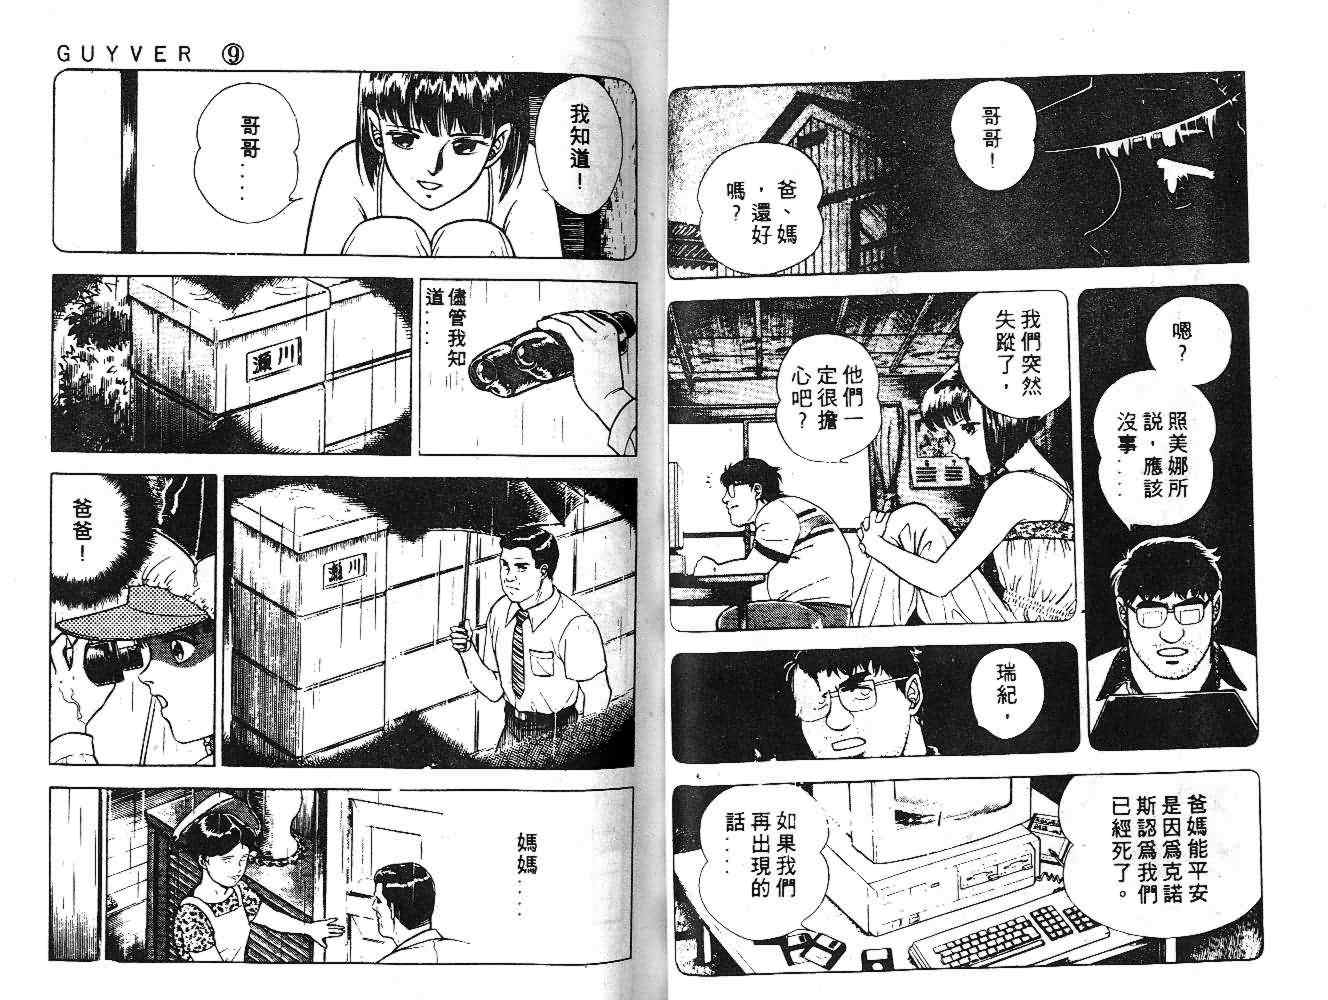 GUYVER ⑨
哥哥！
爸、媽
，還好
嗎？
嗯？
照美娜所
說，應該
沒事‥‥
我們突然
失蹤了，
他們一
定很擔
心吧？
瑞紀，
爸媽能平安
是因為克諾
斯認為我們
已經死了。
如果我們
再出現的
話‥‥
我知道！
哥哥‥‥
儘管我知
道‥‥
瀬川
瀬川
爸爸！
媽媽‥‥